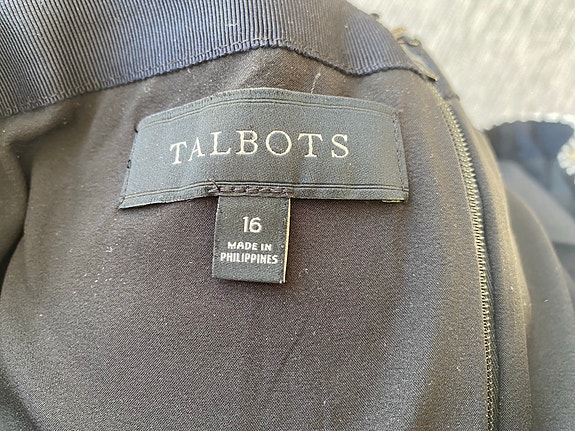 TALBOTS
16
MADE IN
PHILIPPINES